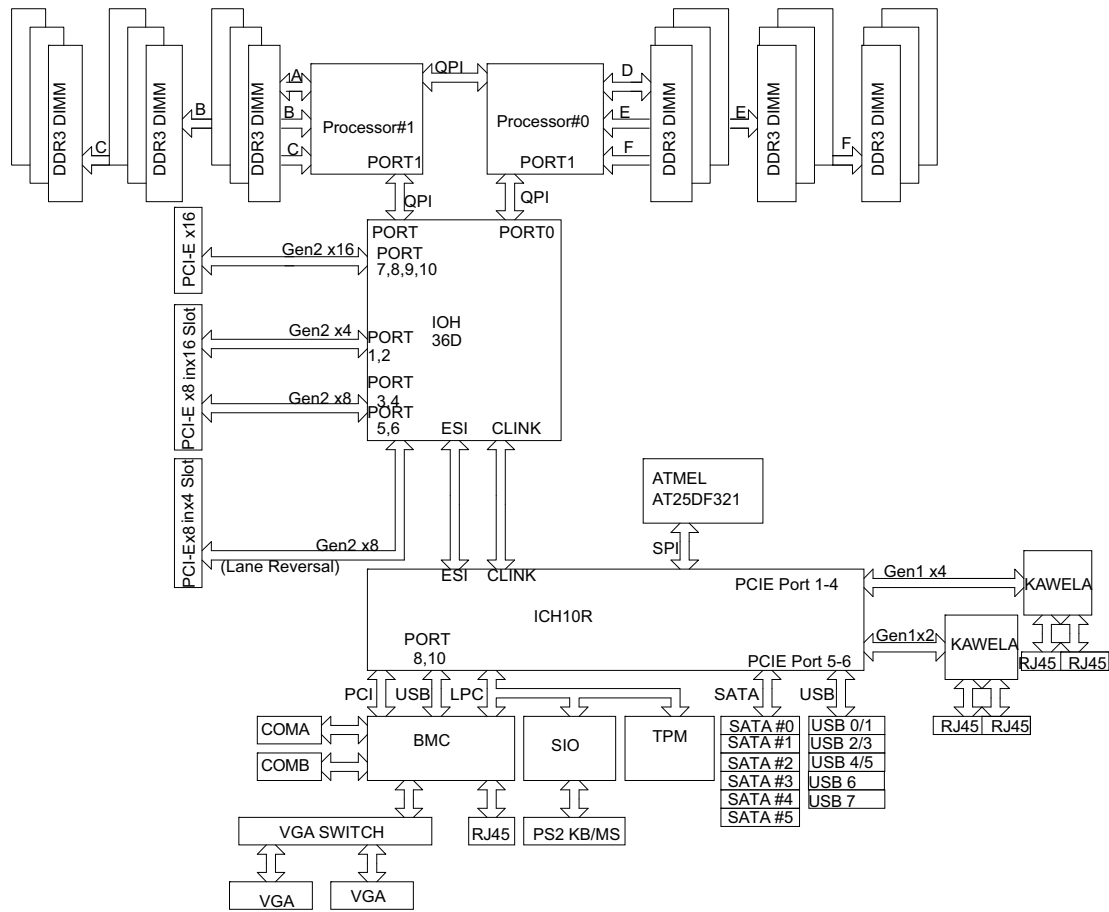 QPI
A
D
B
B
E
E
C
C
F
F
DDR3 DIMM
DDR3 DIMM
DDR3 DIMM
Processor#1
PORT1
Processor#0
PORT1
DDR3 DIMM
DDR3 DIMM
DDR3 DIMM
QPI
QPI
PCI-E x16
Gen2 x16
PORT
7,8,9,10
PORT
PORT0
IOH
36D
PCI-E x8 in x16 Slot
Gen2 x4
PORT
1,2
Gen2 x8
PORT
3,4
PORT
5,6
ESI
CLINK
PCI-Ex8 in x4 Slot
Gen2 x8
(Lane Reversal)
ATMEL
AT25DF321
SPI
ESI
CLINK
PCIE Port 1-4
Gen1 x4
KAWELA
ICH10R
PORT
8,10
PCIE Port 5-6
Gen1x2
KAWELA
RJ45
RJ45
RJ45
RJ45
PCI
USB
LPC
SATA
USB
COMA
COMB
BMC
SIO
TPM
SATA #0
SATA #1
SATA #2
SATA #3
SATA #4
SATA #5
USB 0/1
USB 2/3
USB 4/5
USB 6
USB 7
VGA SWITCH
RJ45
PS2 KB/MS
VGA
VGA